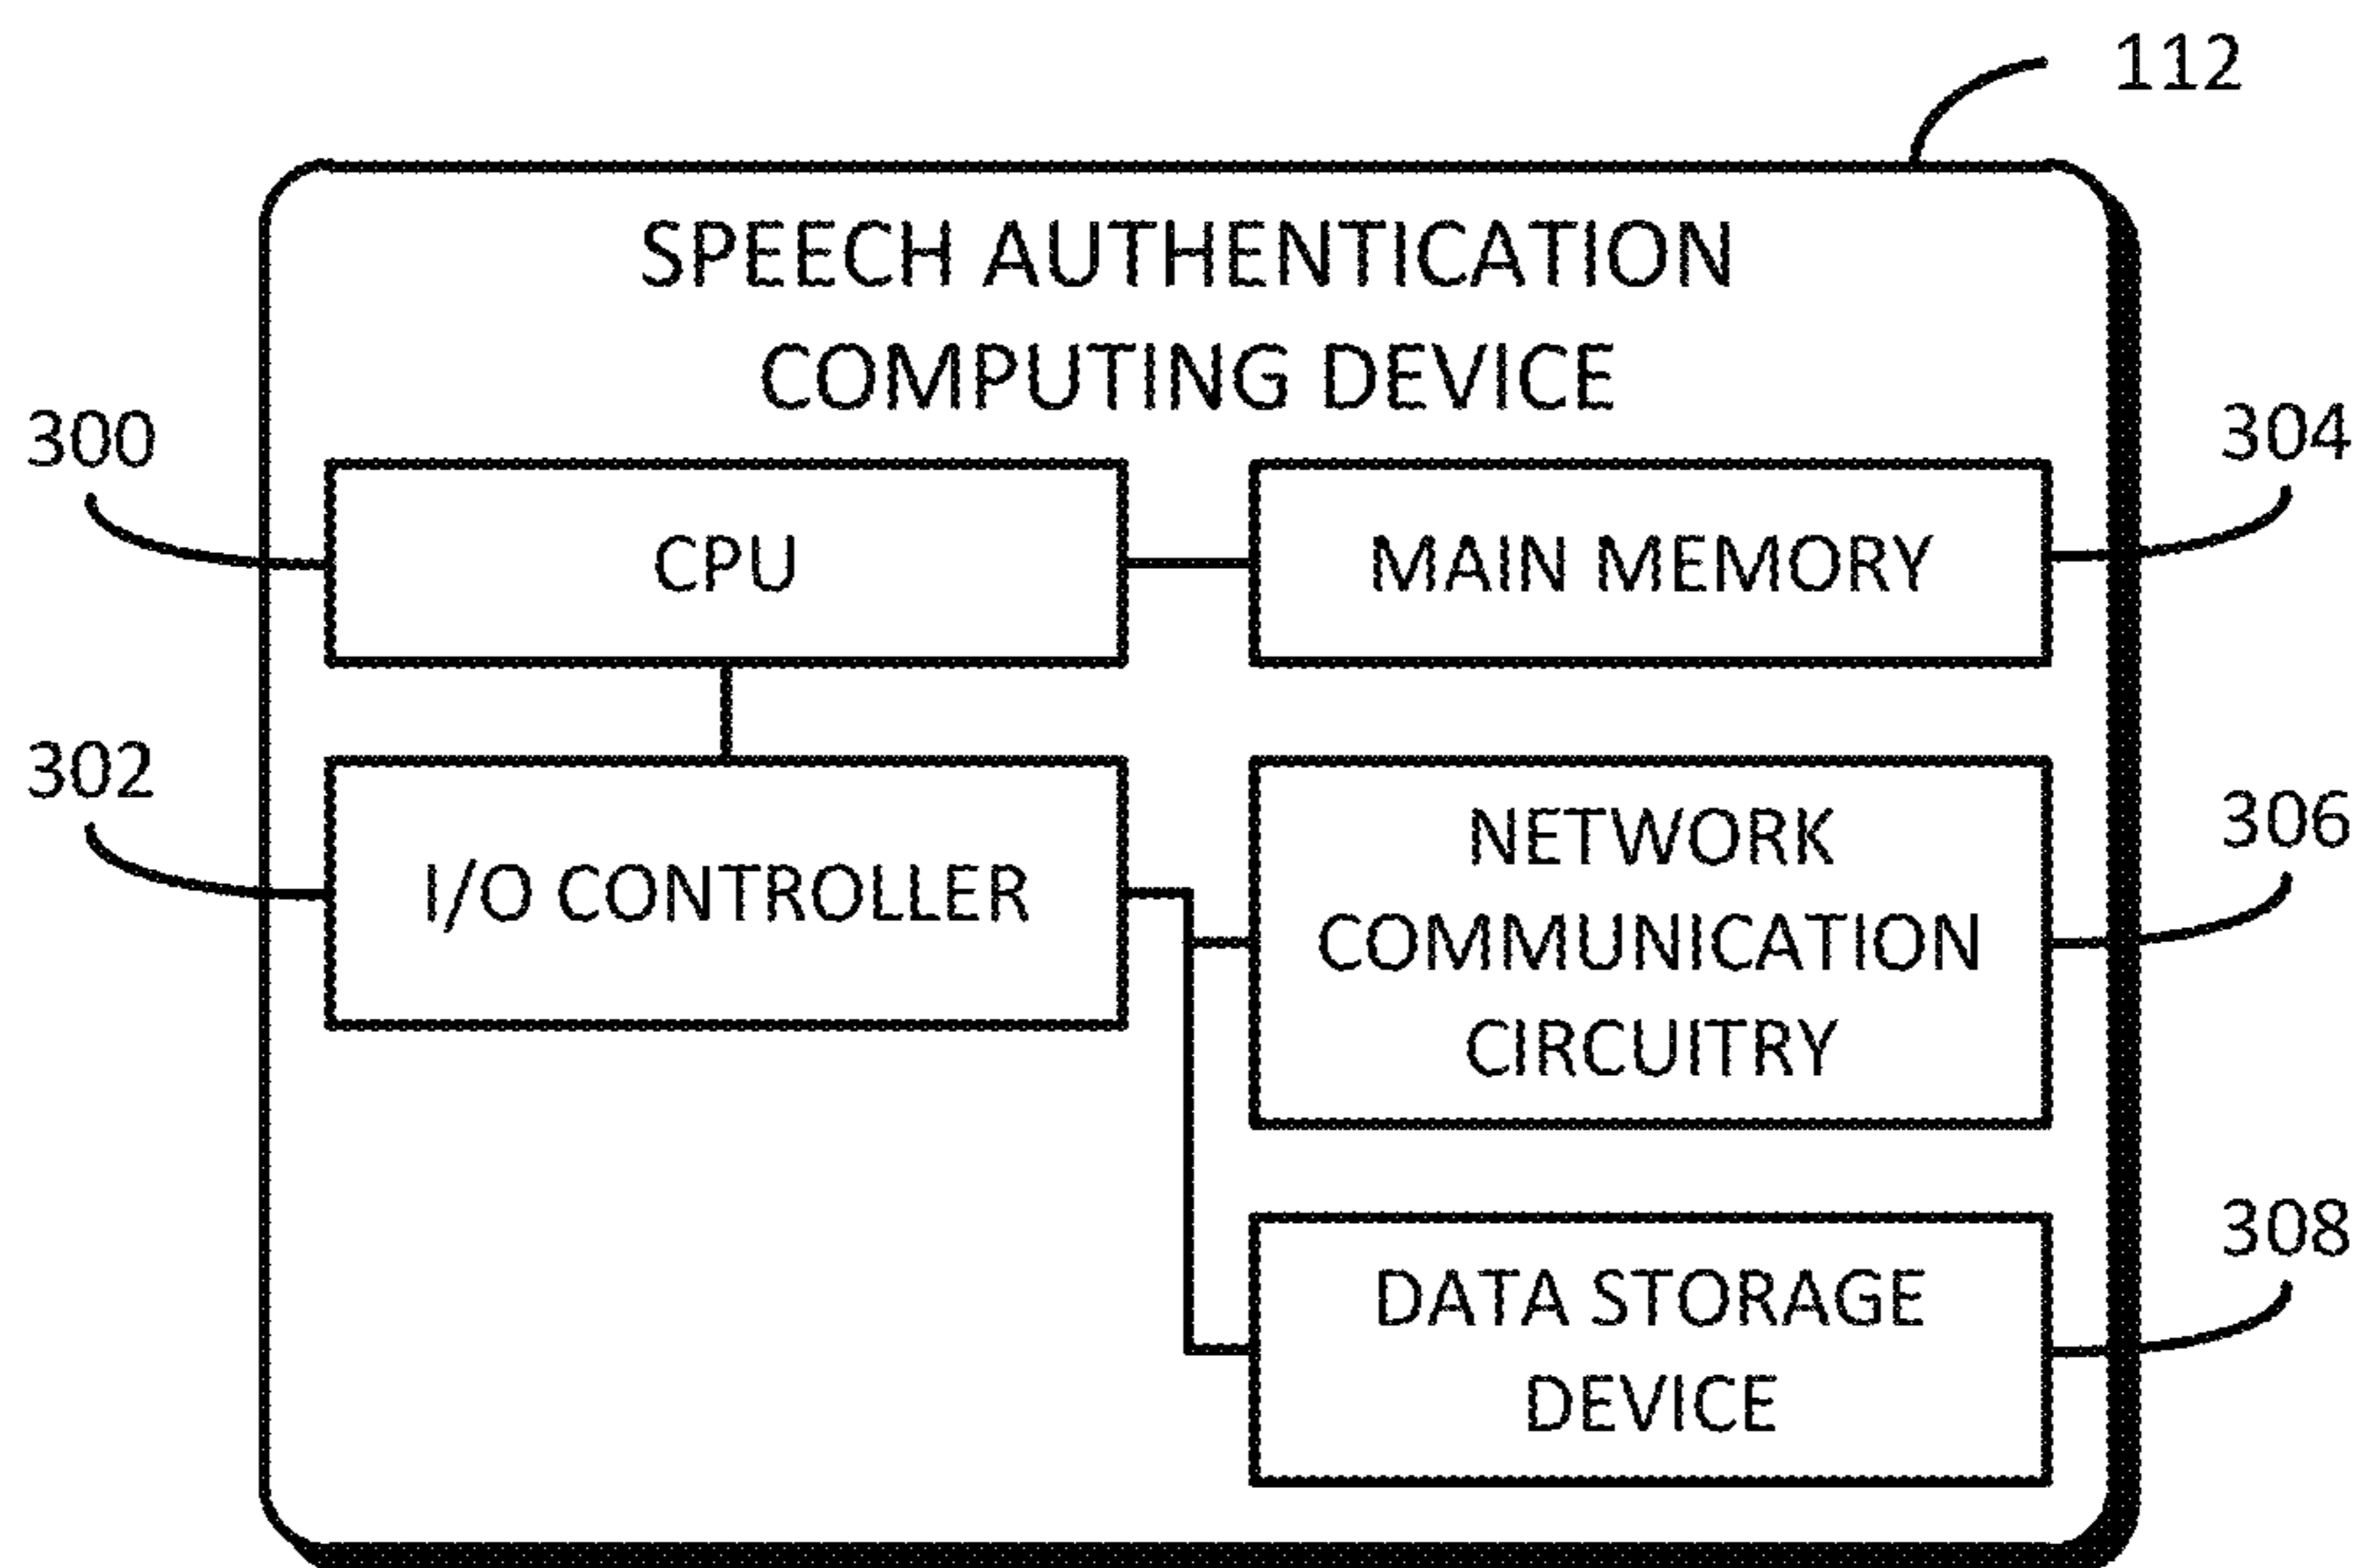 112
SPEECH AUTHENTICATION
COMPUTING DEVICE
300
304
CPU
MAIN MEMORY
302
306
I/O CONTROLLER
NETWORK
COMMUNICATION
CIRCUITRY
308
DATA STORAGE
DEVICE